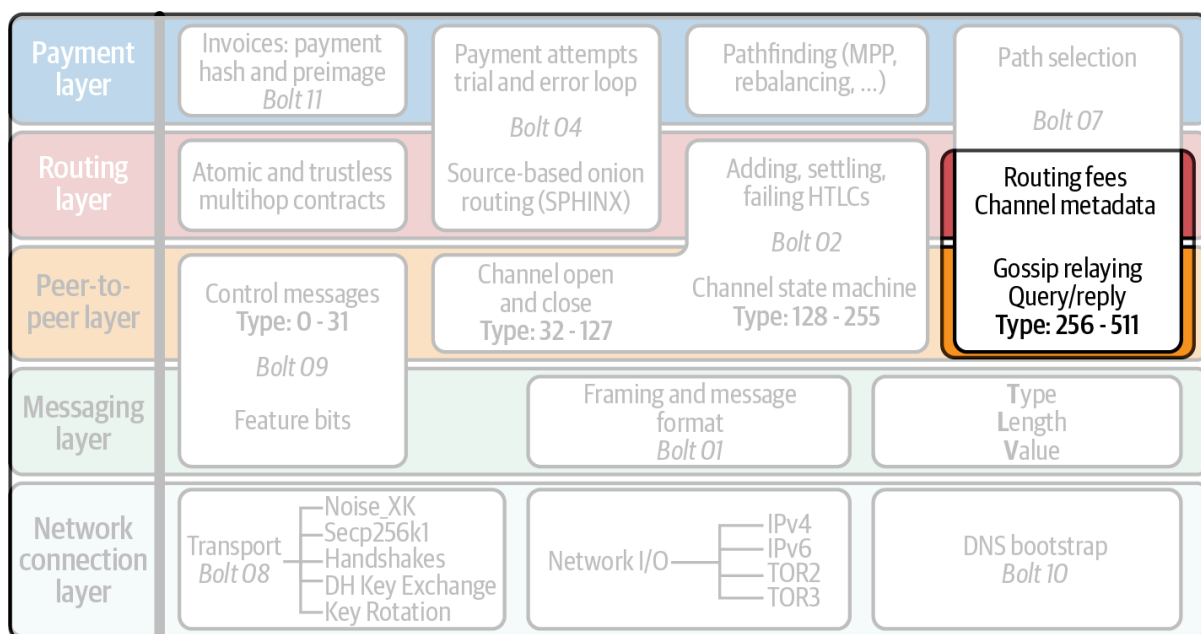 Payment
layer
Invoices: payment
hash and preimage
Bolt 11
Payment attempts
trial and error loop
Bolt 04
Source-based onion
routing (SPHINX)
Pathfinding (MPP,
rebalancing, ...)
Path selection
Bolt 07
Routing
layer
Atomic and trustless
multihop contracts
Adding, settling,
failing HTLCs
Bolt 02
Channel state machine
Type: 128 - 255
Routing fees
Channel metadata
Gossip relaying
Query/reply
Type: 256 - 511
Peer-to-
peer layer
Control messages
Type: 0 - 31
Bolt 09
Feature bits
Channel open
and close
Type: 32 - 127
Messaging
layer
Framing and message
format
Bolt 01
Type
Length
Value
Network
connection
layer
Transport
Bolt 08
Noise_XK
Secp256k1
Handshakes
DH Key Exchange
Key Rotation
Network I/O
IPv4
IPv6
TOR2
TOR3
DNS bootstrap
Bolt 10